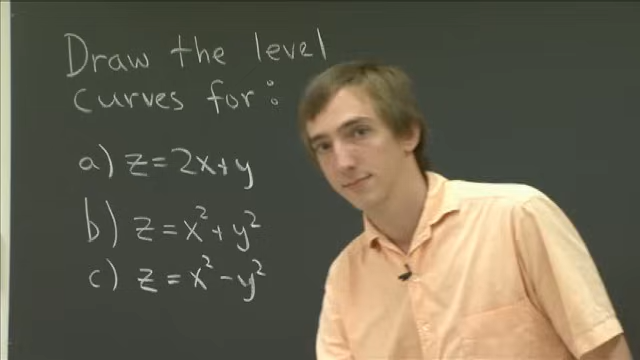 Draw the level
curves for:
a) z=2x+y
b) z=x²+y²
c) z=x²-y²